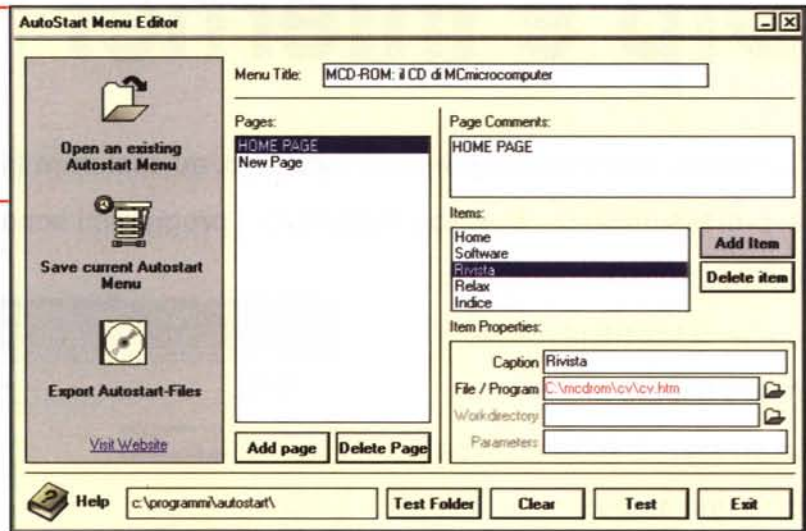 AutoStart Menu Editor
Open an existing
Autostart Menu
Save current Autostart
Menu
Export Autostart-Files
Visit Website
Menu Title: MCD-ROM: il CD di MCmicrocomputer
Pages:
HOME PAGE
New Page
Add page Delete Page
Page Comments:
HOME PAGE
Items:
Home
Software
Rivista
Relax
Indice
Add Item
Delete item
Item Properties:
Caption Rivista
File / Program C:\mcdrom\cv\cv.htm
Workdirectory
Parameters
Help c:\programmi\autostart\ Test Folder Clear Test Exit